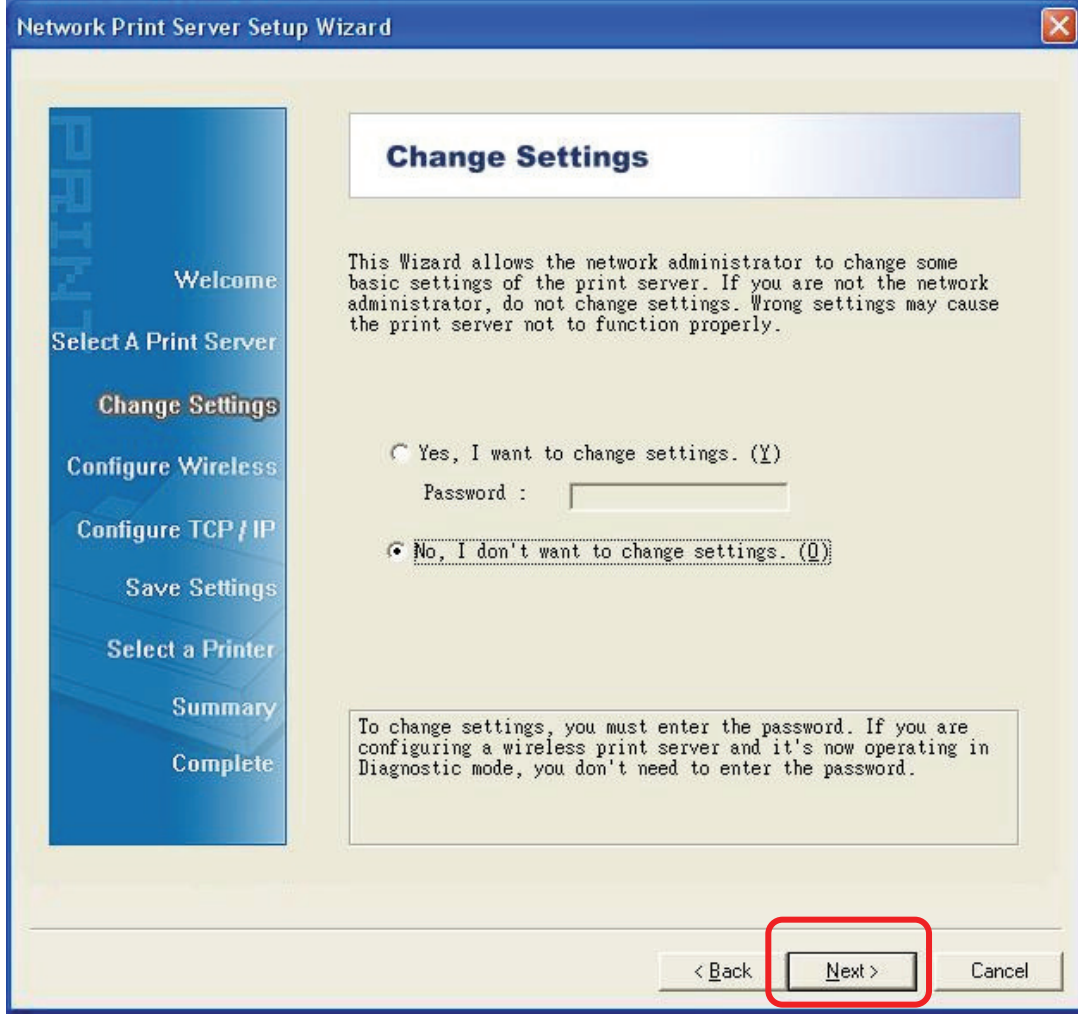 Network Print Server Setup Wizard
PRINT
Welcome
Select A Print Server
Change Settings
Configure Wireless
Configure TCP / IP
Save Settings
Select a Printer
Summary
Complete
Change Settings
This Wizard allows the network administrator to change some
basic settings of the print server. If you are not the network
administrator, do not change settings. Wrong settings may cause
the print server not to function properly.
Yes, I want to change settings. (Y)
Password :
No, I don't want to change settings. (O)
To change settings, you must enter the password. If you are
configuring a wireless print server and it's now operating in
Diagnostic mode, you don't need to enter the password.
< Back
Next >
Cancel